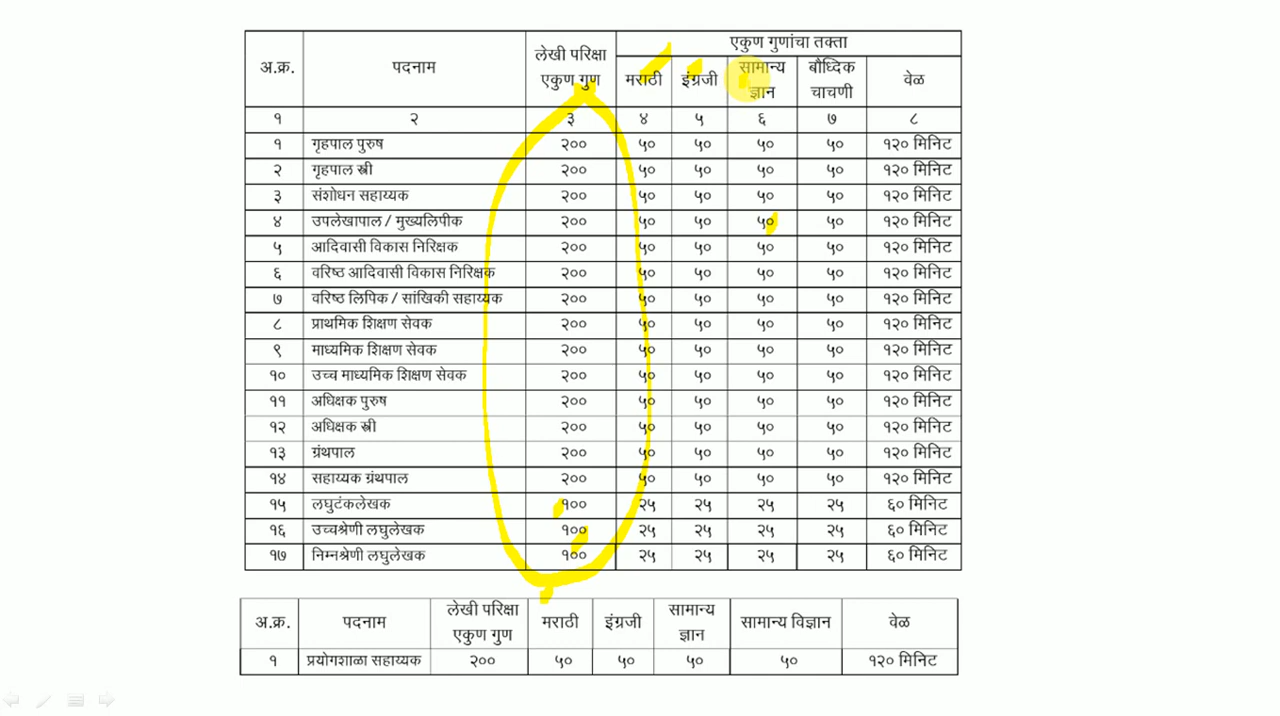 एकुण गुणांचा तक्ता
अ.क्र. पदनाम लेखी परिक्षा एकुण गुण मराठी इंग्रजी सामान्य ज्ञान बौध्दिक चाचणी वेळ
१ २ ३ ४ ५ ६ ७ ८
१ गृहपाल पुरुष २०० ५० ५० ५० ५० १२० मिनिट
२ गृहपाल स्त्री २०० ५० ५० ५० ५० १२० मिनिट
३ संशोधन सहाय्यक २०० ५० ५० ५० ५० १२० मिनिट
४ उपलेखापाल / मुख्यलिपीक २०० ५० ५० ५० ५० १२० मिनिट
५ आदिवासी विकास निरिक्षक २०० ५० ५० ५० ५० १२० मिनिट
६ वरिष्ठ आदिवासी विकास निरिक्षक २०० ५० ५० ५० ५० १२० मिनिट
७ वरिष्ठ लिपिक / सांखिकी सहाय्यक २०० ५० ५० ५० ५० १२० मिनिट
८ प्राथमिक शिक्षण सेवक २०० ५० ५० ५० ५० १२० मिनिट
९ माध्यमिक शिक्षण सेवक २०० ५० ५० ५० ५० १२० मिनिट
१० उच्च माध्यमिक शिक्षण सेवक २०० ५० ५० ५० ५० १२० मिनिट
११ अधिक्षक पुरुष २०० ५० ५० ५० ५० १२० मिनिट
१२ अधिक्षक स्त्री २०० ५० ५० ५० ५० १२० मिनिट
१३ ग्रंथपाल २०० ५० ५० ५० ५० १२० मिनिट
१४ सहाय्यक ग्रंथपाल २०० ५० ५० ५० ५० १२० मिनिट
१५ लघुटंकलेखक १०० २५ २५ २५ २५ ६० मिनिट
१६ उच्चश्रेणी लघुलेखक १०० २५ २५ २५ २५ ६० मिनिट
१७ निम्नश्रेणी लघुलेखक १०० २५ २५ २५ २५ ६० मिनिट
अ.क्र. पदनाम लेखी परिक्षा एकुण गुण मराठी इंग्रजी सामान्य ज्ञान सामान्य विज्ञान वेळ
१ प्रयोगशाळा सहाय्यक २०० ५० ५० ५० ५० १२० मिनिट